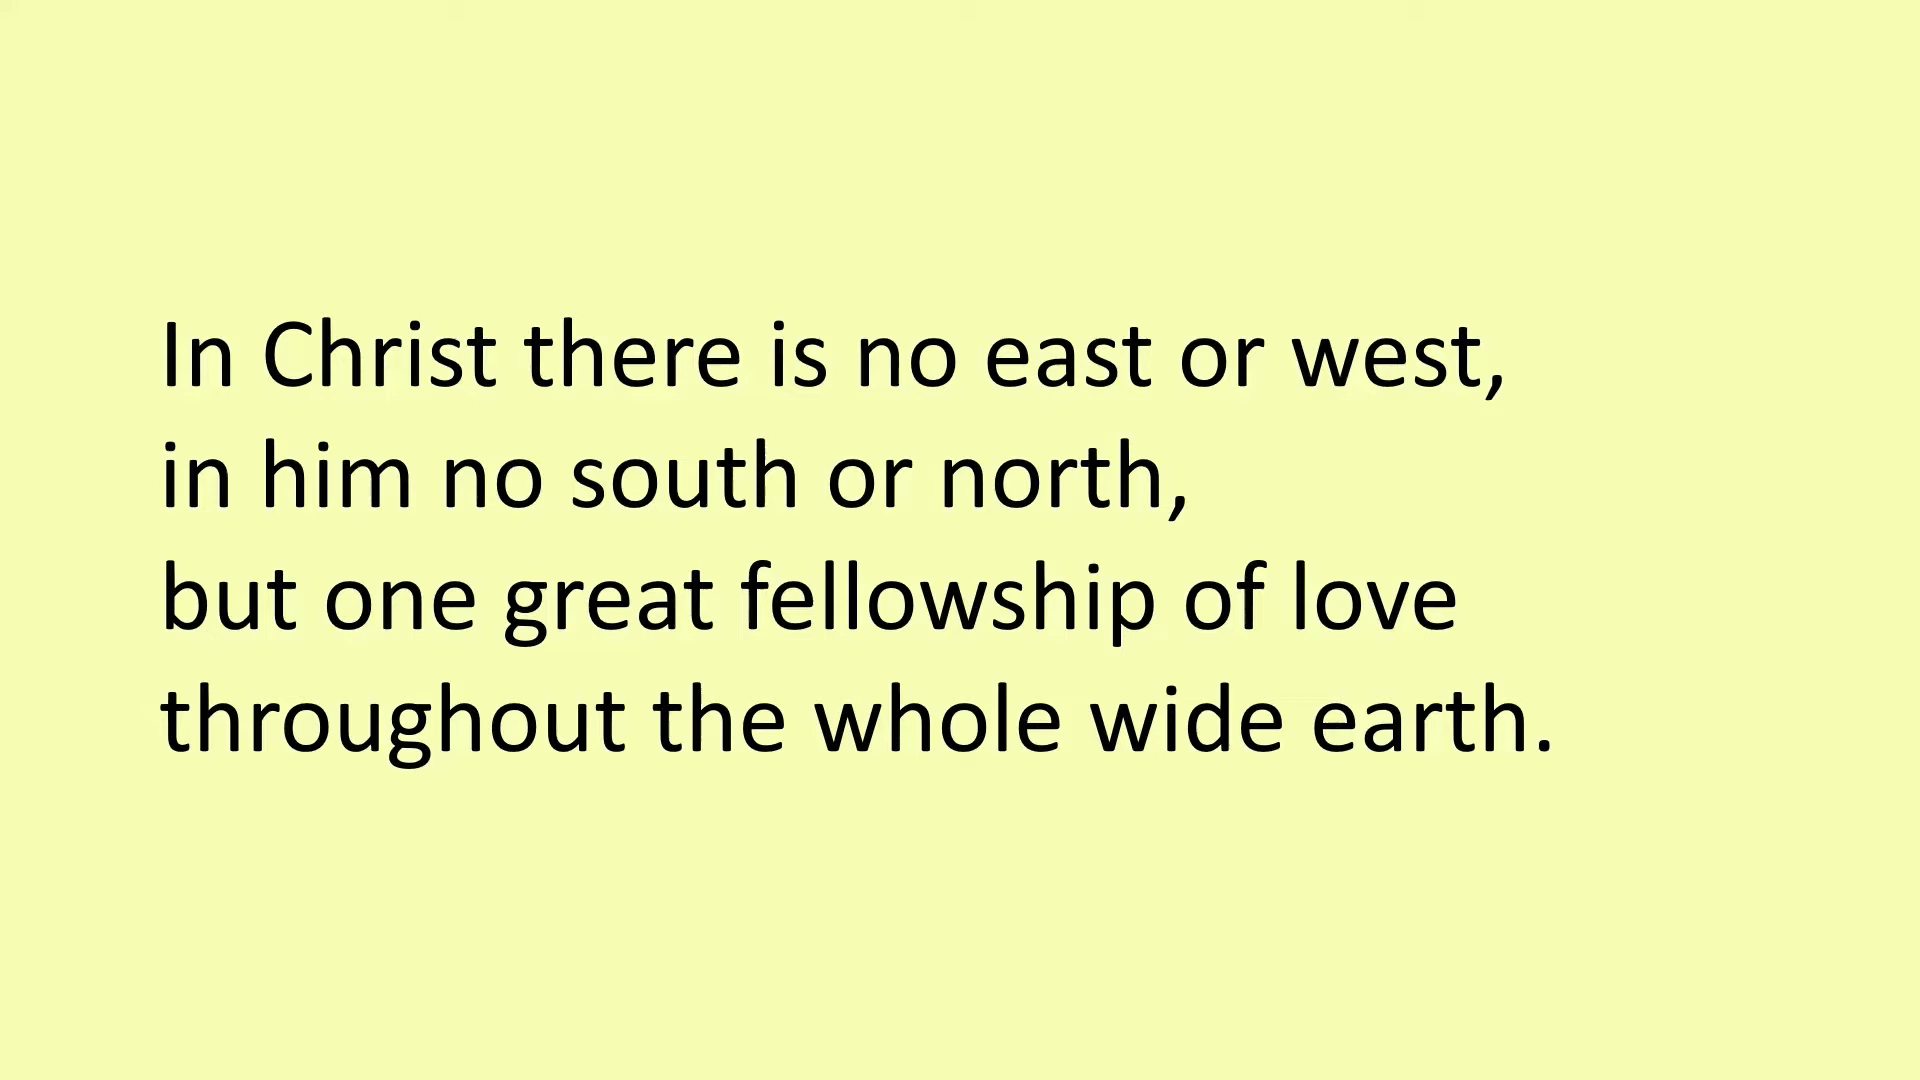 In Christ there is no east or west,
in him no south or north,
but one great fellowship of love
throughout the whole wide earth.